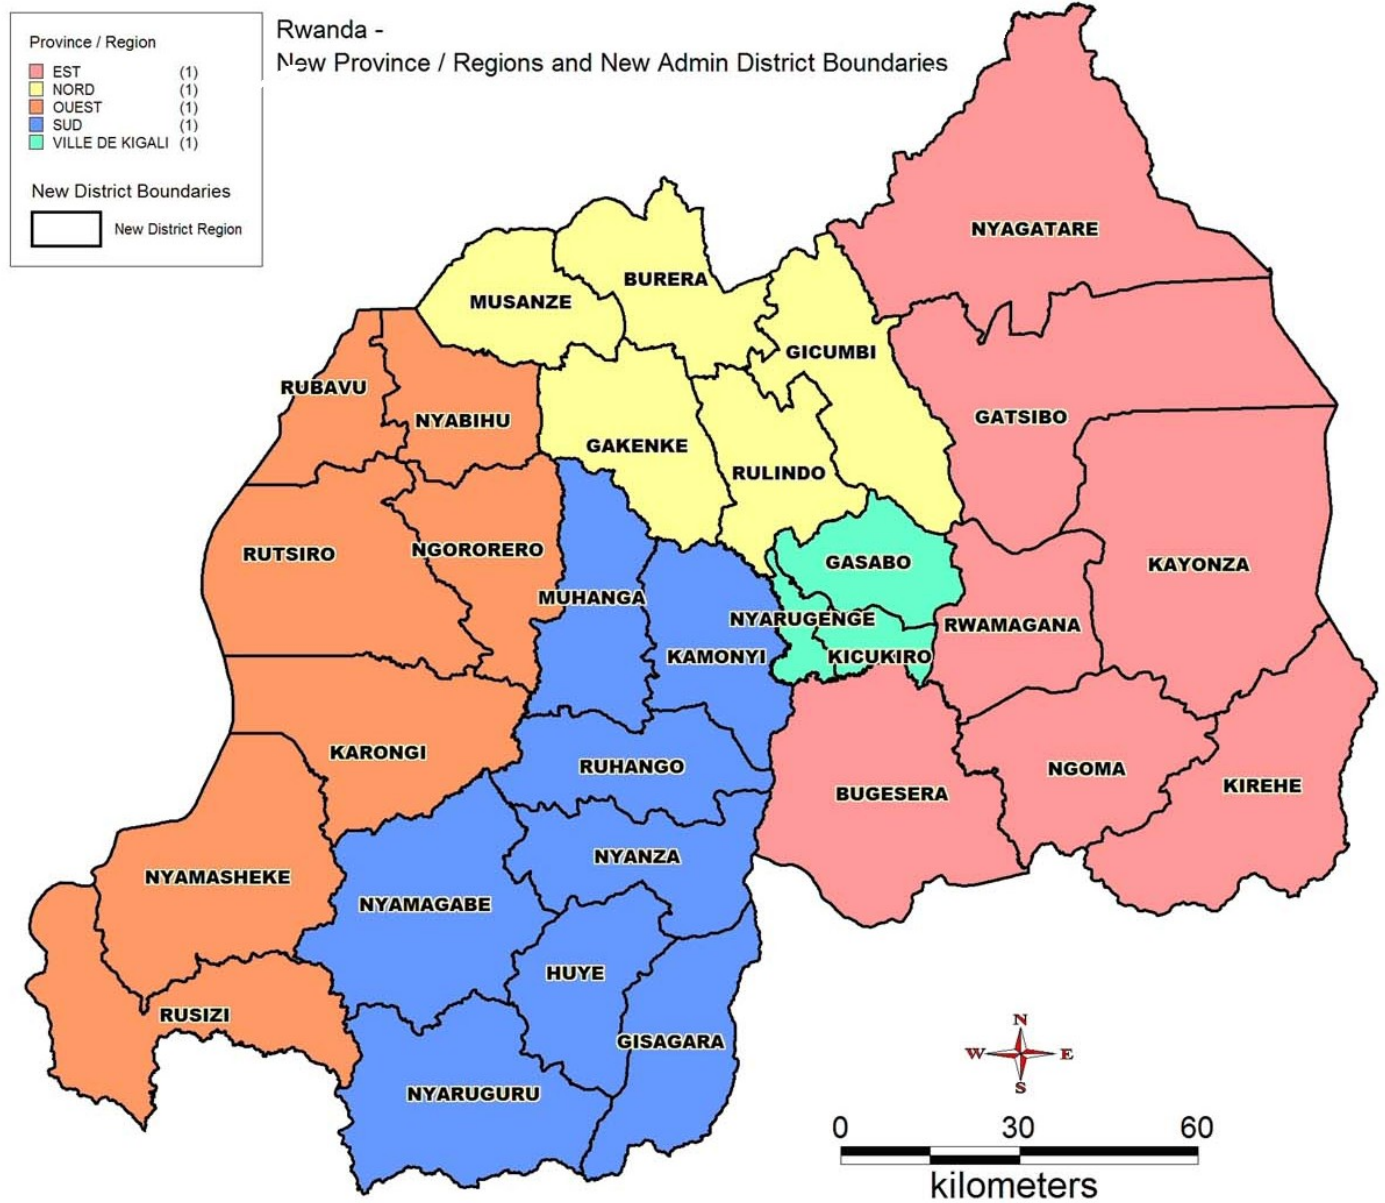 Rwanda -
New Province / Regions and New Admin District Boundaries
Province / Region
EST (1)
NORD (1)
OUEST (1)
SUD (1)
VILLE DE KIGALI (1)
New District Boundaries
New District Region
NYAGATARE
BURERA
MUSANZE
GICUMBI
RUBAVU
NYABIHU
GATSIBO
GAKENKE
RULINDO
RUTSIRO
NGORORERO
GASABO
KAYONZA
MUHANGA
NYARUGENGE
RWAMAGANA
KAMONYI
KICUKIRO
KARONGI
RUHANGO
NGOMA
BUGESERA
KIREHE
NYANZA
NYAMASHEKE
NYAMAGABE
HUYE
RUSIZI
GISAGARA
NYARUGURU
N
W E
S
0 30 60
kilometers